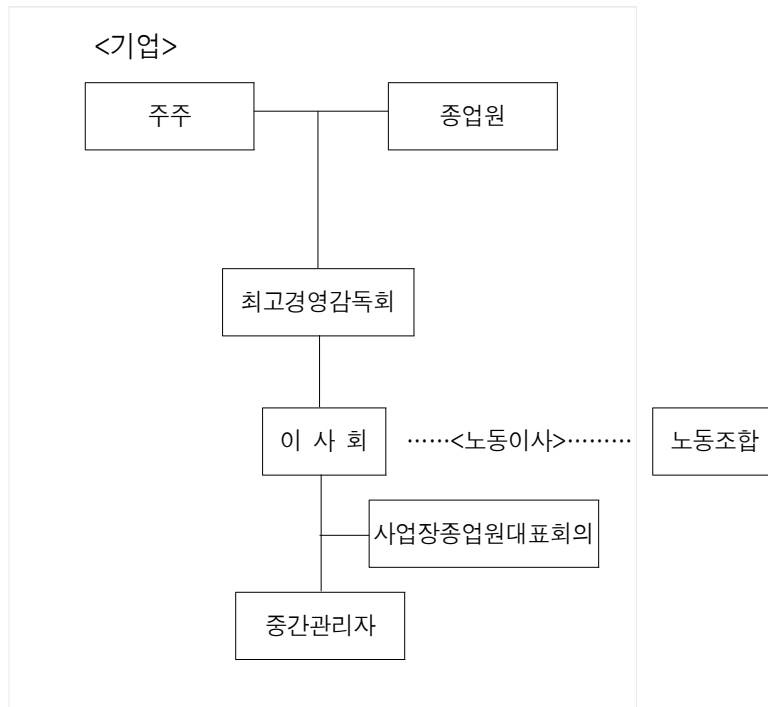 <기업>
주주
종업원
최고경영감독회
이 사 회
……<노동이사>………
노동조합
사업장종업원대표회의
중간관리자